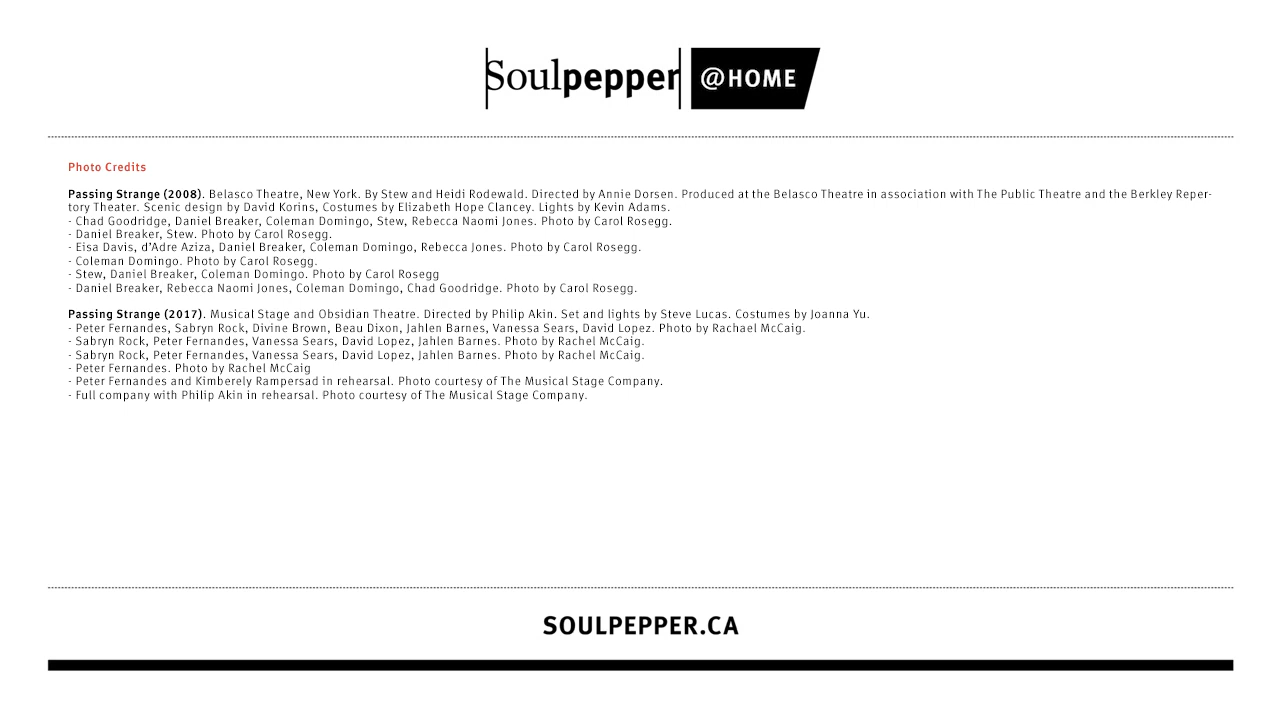 Soulpepper @HOME
Photo Credits
Passing Strange (2008). Belasco Theatre, New York. By Stew and Heidi Rodewald. Directed by Annie Dorsen. Produced at the Belasco Theatre in association with The Public Theatre and the Berkley Reper-
tory Theater. Scenic design by David Korins, Costumes by Elizabeth Hope Clancey. Lights by Kevin Adams.
- Chad Goodridge, Daniel Breaker, Coleman Domingo, Stew, Rebecca Naomi Jones. Photo by Carol Rosegg.
- Daniel Breaker, Stew. Photo by Carol Rosegg.
- Eisa Davis, d’Adre Aziza, Daniel Breaker, Coleman Domingo, Rebecca Jones. Photo by Carol Rosegg.
- Coleman Domingo. Photo by Carol Rosegg.
- Stew, Daniel Breaker, Coleman Domingo. Photo by Carol Rosegg
- Daniel Breaker, Rebecca Naomi Jones, Coleman Domingo, Chad Goodridge. Photo by Carol Rosegg.
Passing Strange (2017). Musical Stage and Obsidian Theatre. Directed by Philip Akin. Set and lights by Steve Lucas. Costumes by Joanna Yu.
- Peter Fernandes, Sabryn Rock, Divine Brown, Beau Dixon, Jahlen Barnes, Vanessa Sears, David Lopez. Photo by Rachael McCaig.
- Sabryn Rock, Peter Fernandes, Vanessa Sears, David Lopez, Jahlen Barnes. Photo by Rachel McCaig.
- Sabryn Rock, Peter Fernandes, Vanessa Sears, David Lopez, Jahlen Barnes. Photo by Rachel McCaig.
- Peter Fernandes. Photo by Rachel McCaig
- Peter Fernandes and Kimberely Rampersad in rehearsal. Photo courtesy of The Musical Stage Company.
- Full company with Philip Akin in rehearsal. Photo courtesy of The Musical Stage Company.
SOULPEPPER.CA